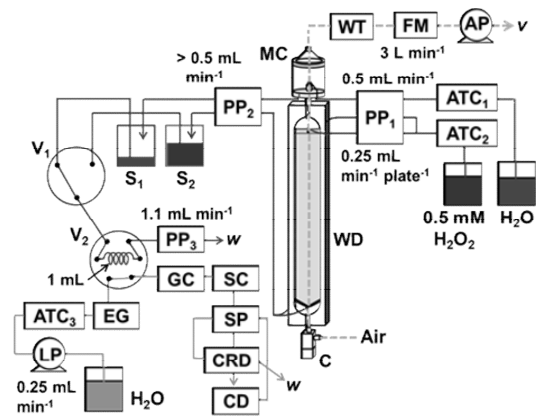 WT
FM
AP
v
MC
3 L min⁻¹
> 0.5 mL
min⁻¹
0.5 mL
min⁻¹
PP₂
PP₁
ATC₁
ATC₂
V₁
S₁
S₂
0.25 mL
min⁻¹ plate⁻¹
0.5 mM
H₂O₂
H₂O
1.1 mL min⁻¹
V₂
PP₃
w
WD
1 mL
GC
SC
ATC₃
EG
SP
Air
LP
CRD
C
0.25 mL
min⁻¹
H₂O
w
CD